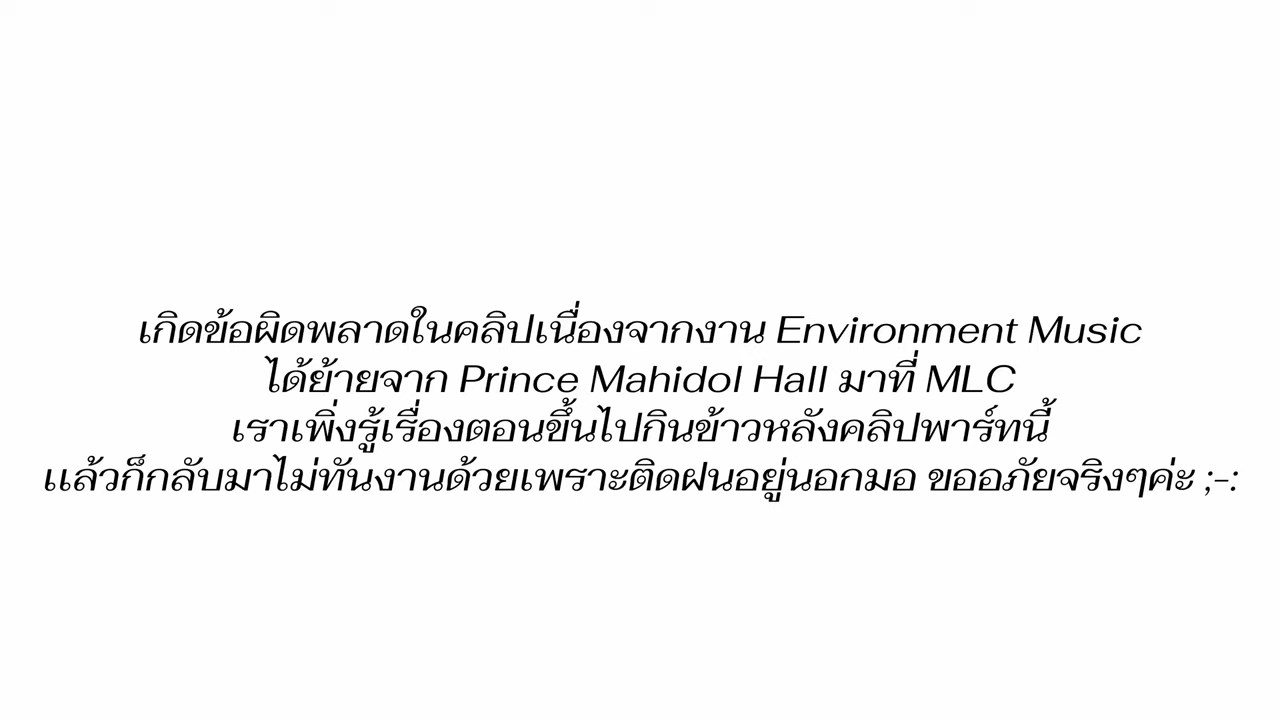 เกิดข้อผิดพลาดในคลิปเนื่องจากงาน Environment Music
ได้ย้ายจาก Prince Mahidol Hall มาที่ MLC
เราเพิ่งรู้เรื่องตอนขึ้นไปกินข้าวหลังคลิปพาร์ทนี้
แล้วก็กลับมาไม่ทันงานด้วยเพราะติดฝนอยู่นอกมอ ขออภัยจริงๆค่ะ ;-: